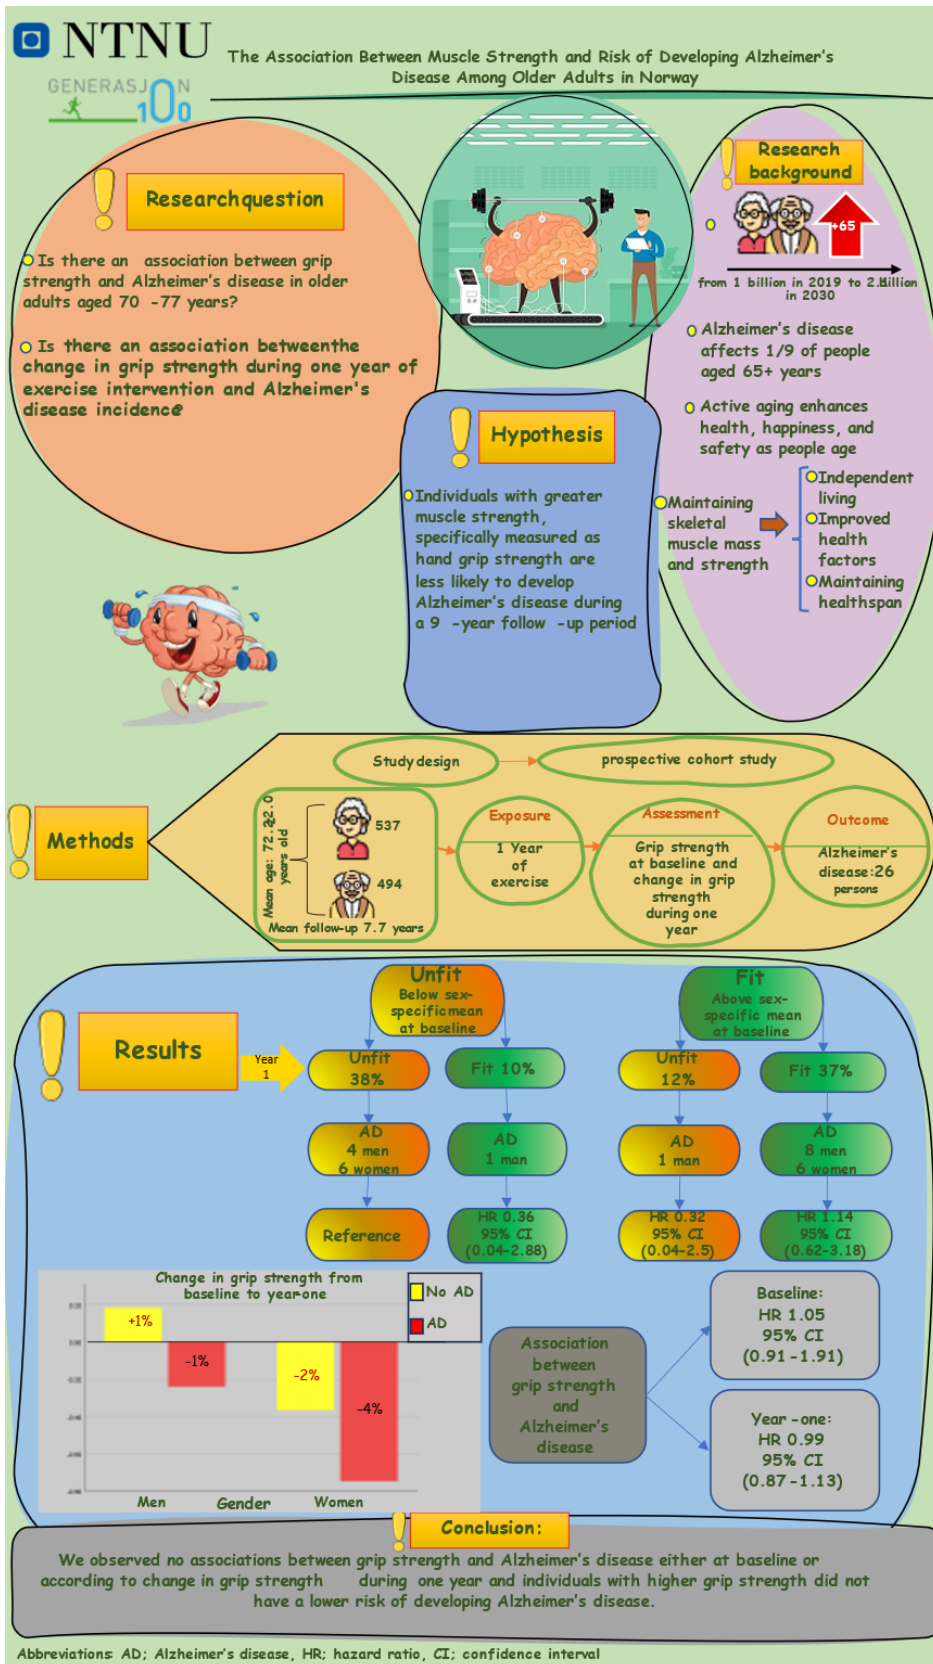 NTNU
GENERASJON
100
The Association Between Muscle Strength and Risk of Developing Alzheimer's
Disease Among Older Adults in Norway
Researchquestion
Is there an association between grip
strength and Alzheimer's disease in older
adults aged 70 -77 years?
Is there an association betweenthe
change in grip strength during one year of
exercise intervention and Alzheimer's
disease incidence?
Hypothesis
Individuals with greater
muscle strength,
specifically measured as
hand grip strength are
less likely to develop
Alzheimer's disease during
a 9 -year follow -up period
Research
background
+65
from 1 billion in 2019 to 2.1billion
in 2030
Alzheimer's disease
affects 1/9 of people
aged 65+ years
Active aging enhances
health, happiness, and
safety as people age
Maintaining
skeletal
muscle mass
and strength
Independent
living
Improved
health
factors
Maintaining
healthspan
Methods
Study design
prospective cohort study
Mean age: 72.2±2.0
years old
537
494
Mean follow-up 7.7 years
Exposure
1 Year
of
exercise
Assessment
Grip strength
at baseline and
change in grip
strength
during one
year
Outcome
Alzheimer's
disease:26
persons
Results
Year
1
Unfit
Below sex-
specific mean
at baseline
Fit
Above sex-
specific mean
at baseline
Unfit
38%
Fit 10%
Unfit
12%
Fit 37%
AD
4 men
6 women
AD
1 man
AD
1 man
AD
8 men
6 women
Reference
HR 0.36
95% CI
(0.04-2.88)
HR 0.32
95% CI
(0.04-2.5)
HR 1.14
95% CI
(0.62-3.18)
Change in grip strength from
baseline to year-one
No AD
AD
+1%
-1%
-2%
-4%
Men
Gender
Women
Association
between
grip strength
and
Alzheimer's
disease
Baseline:
HR 1.05
95% CI
(0.91-1.91)
Year -one:
HR 0.99
95% CI
(0.87-1.13)
Conclusion:
We observed no associations between grip strength and Alzheimer's disease either at baseline or
according to change in grip strength during one year and individuals with higher grip strength did not
have a lower risk of developing Alzheimer's disease.
Abbreviations: AD; Alzheimer's disease, HR; hazard ratio, CI; confidence interval